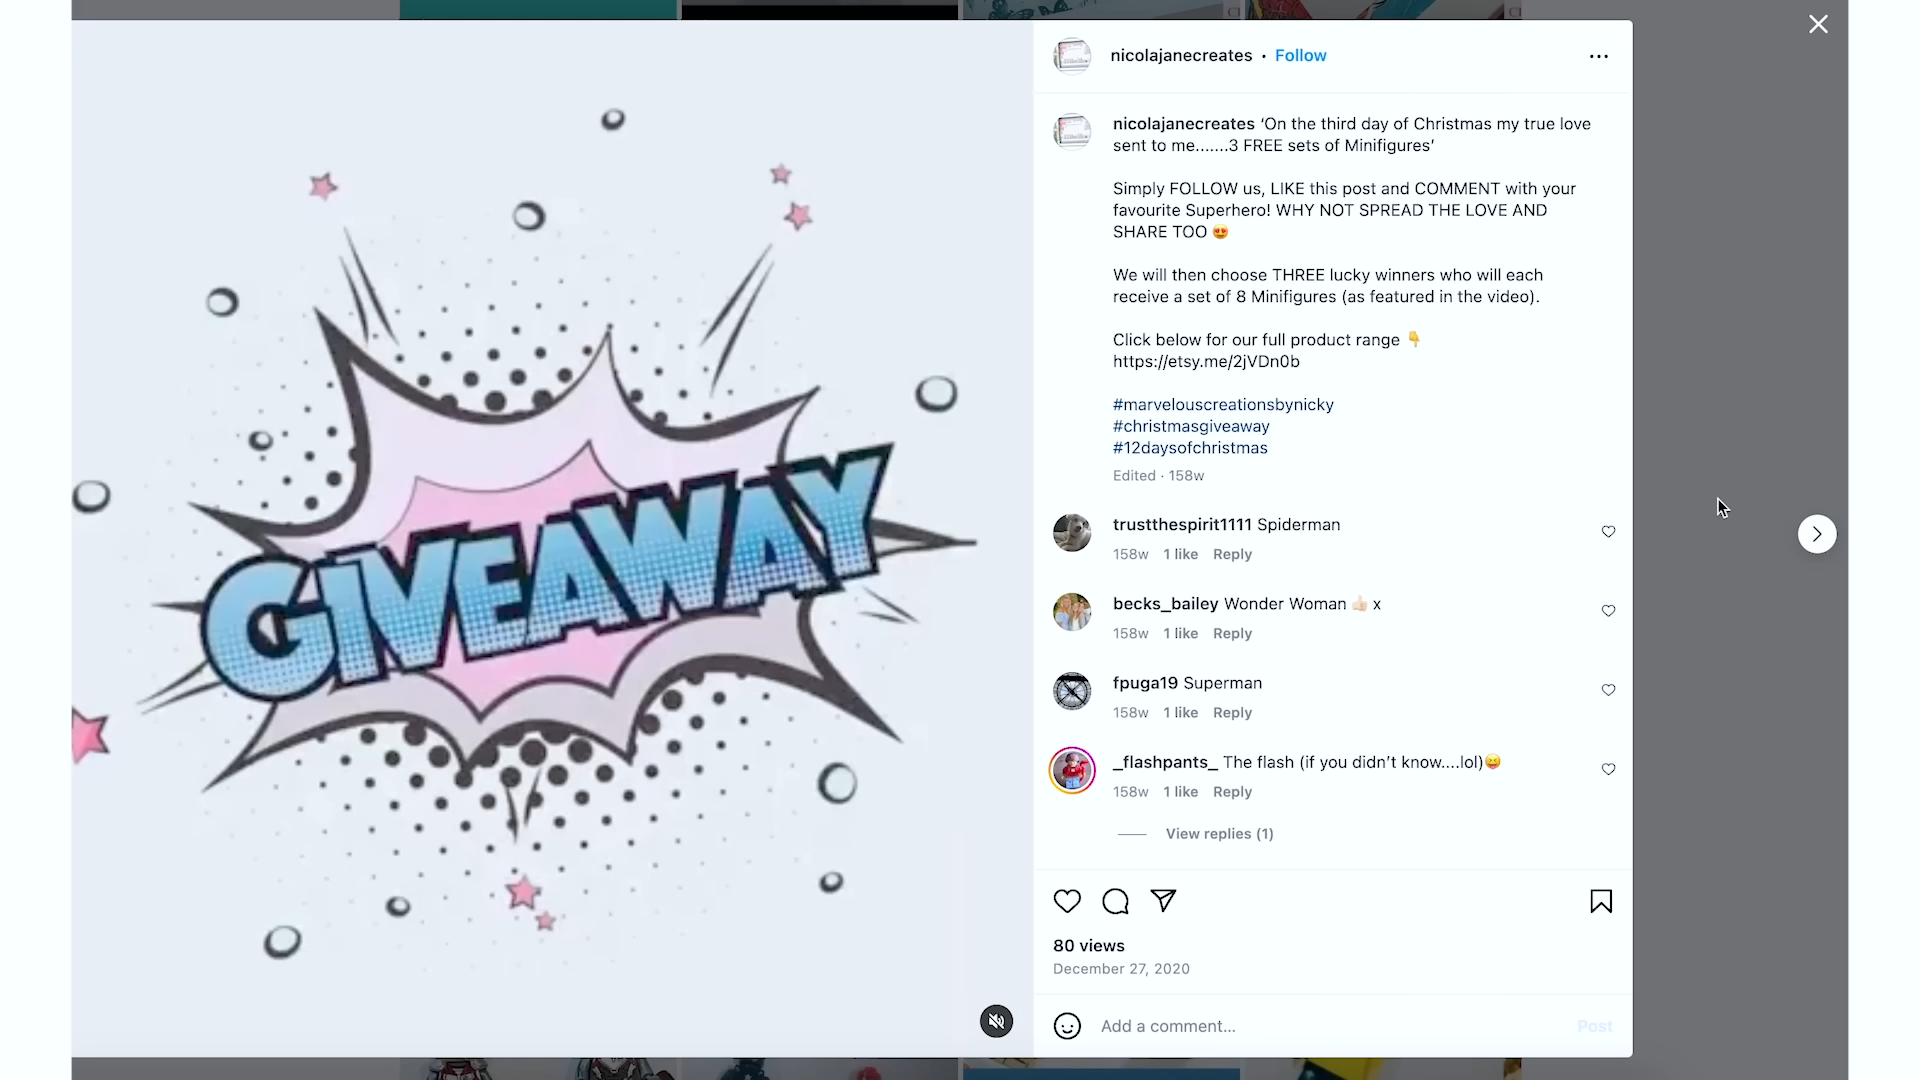 GIVEAWAY
nicolajanecreates • Follow
nicolajanecreates ‘On the third day of Christmas my true love
sent to me.......3 FREE sets of Minifigures’
Simply FOLLOW us, LIKE this post and COMMENT with your
favourite Superhero! WHY NOT SPREAD THE LOVE AND
SHARE TOO 😍
We will then choose THREE lucky winners who will each
receive a set of 8 Minifigures (as featured in the video).
Click below for our full product range 👇
https://etsy.me/2jVDn0b
#marvelouscreationsbynicky
#christmasgiveaway
#12daysofchristmas
Edited · 158w
trustthespirit1111 Spiderman
158w 1 like Reply
becks_bailey Wonder Woman 👍🏻 x
158w 1 like Reply
fpuga19 Superman
158w 1 like Reply
_flashpants_ The flash (if you didn’t know....lol)😝
158w 1 like Reply
View replies (1)
80 views
December 27, 2020
Add a comment...
Post